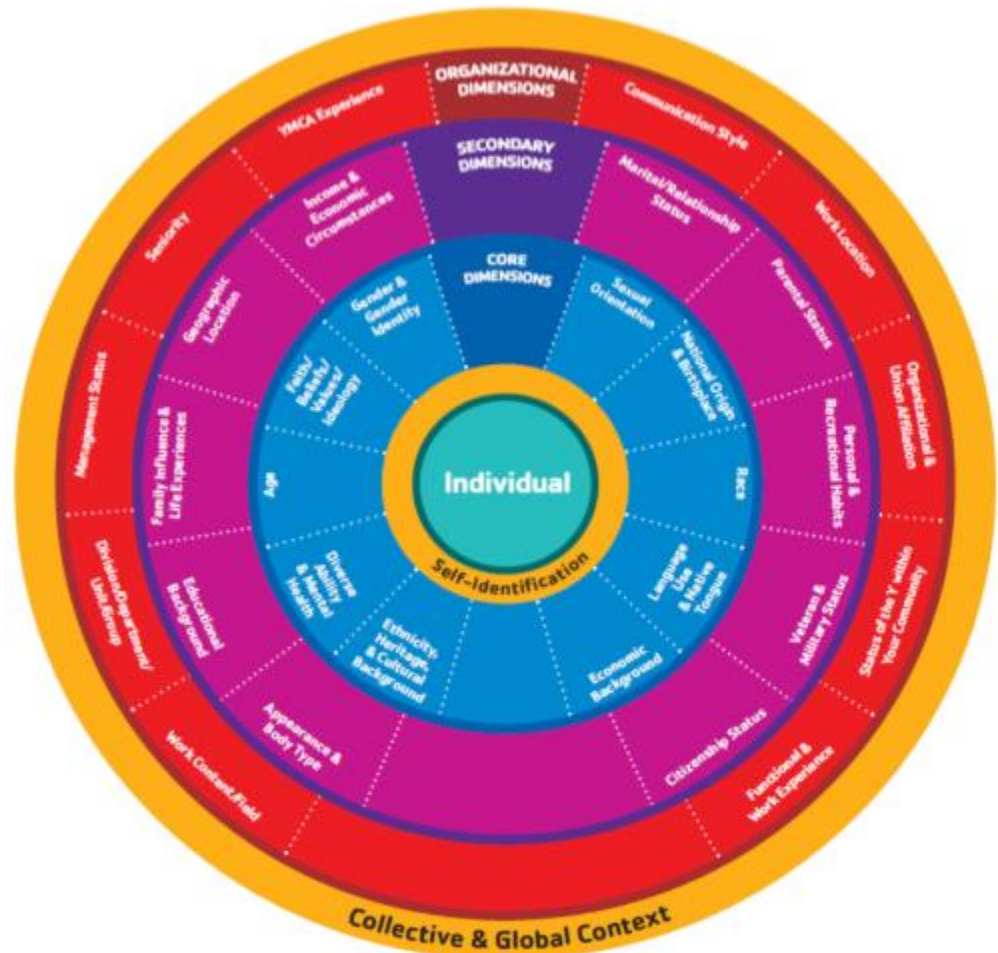 ORGANIZATIONAL
DIMENSIONS
Communication Style
Work Location
Organizational &
Union Affiliation
Status of the Y within
Your Community
Functional &
Work Experience
Work Content/Field
Division/Department/
Unit/Group
Management Status
Seniority
YMCA Experience
SECONDARY
DIMENSIONS
Marital/Relationship
Status
Parental Status
Personal &
Recreational Habits
Veteran &
Military Status
Citizenship Status
Appearance &
Body Type
Educational
Background
Family Influence &
Life Experiences
Geographic
Location
Income &
Economic
Circumstances
CORE
DIMENSIONS
Sexual
Orientation
National Origin
& Birthplace
Race
Language
Use
& Native
Tongue
Economic
Background
Ethnicity,
Heritage,
& Cultural
Background
Diverse
Ability
& Mental
Health
Age
Faith/
Beliefs/
Values/
Ideology
Gender &
Gender
Identity
Individual
Self-Identification
Collective & Global Context